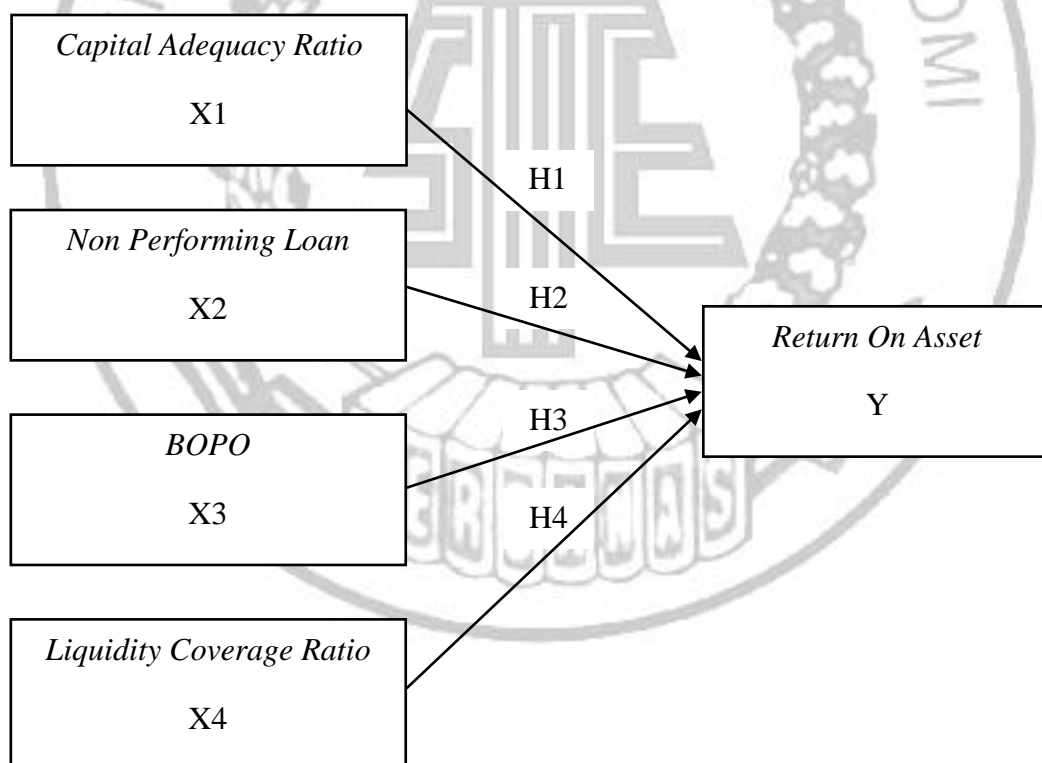 Capital Adequacy Ratio
X1
H1
Non Performing Loan
X2
H2
Return On Asset
Y
BOPO
X3
H3
H4
Liquidity Coverage Ratio
X4